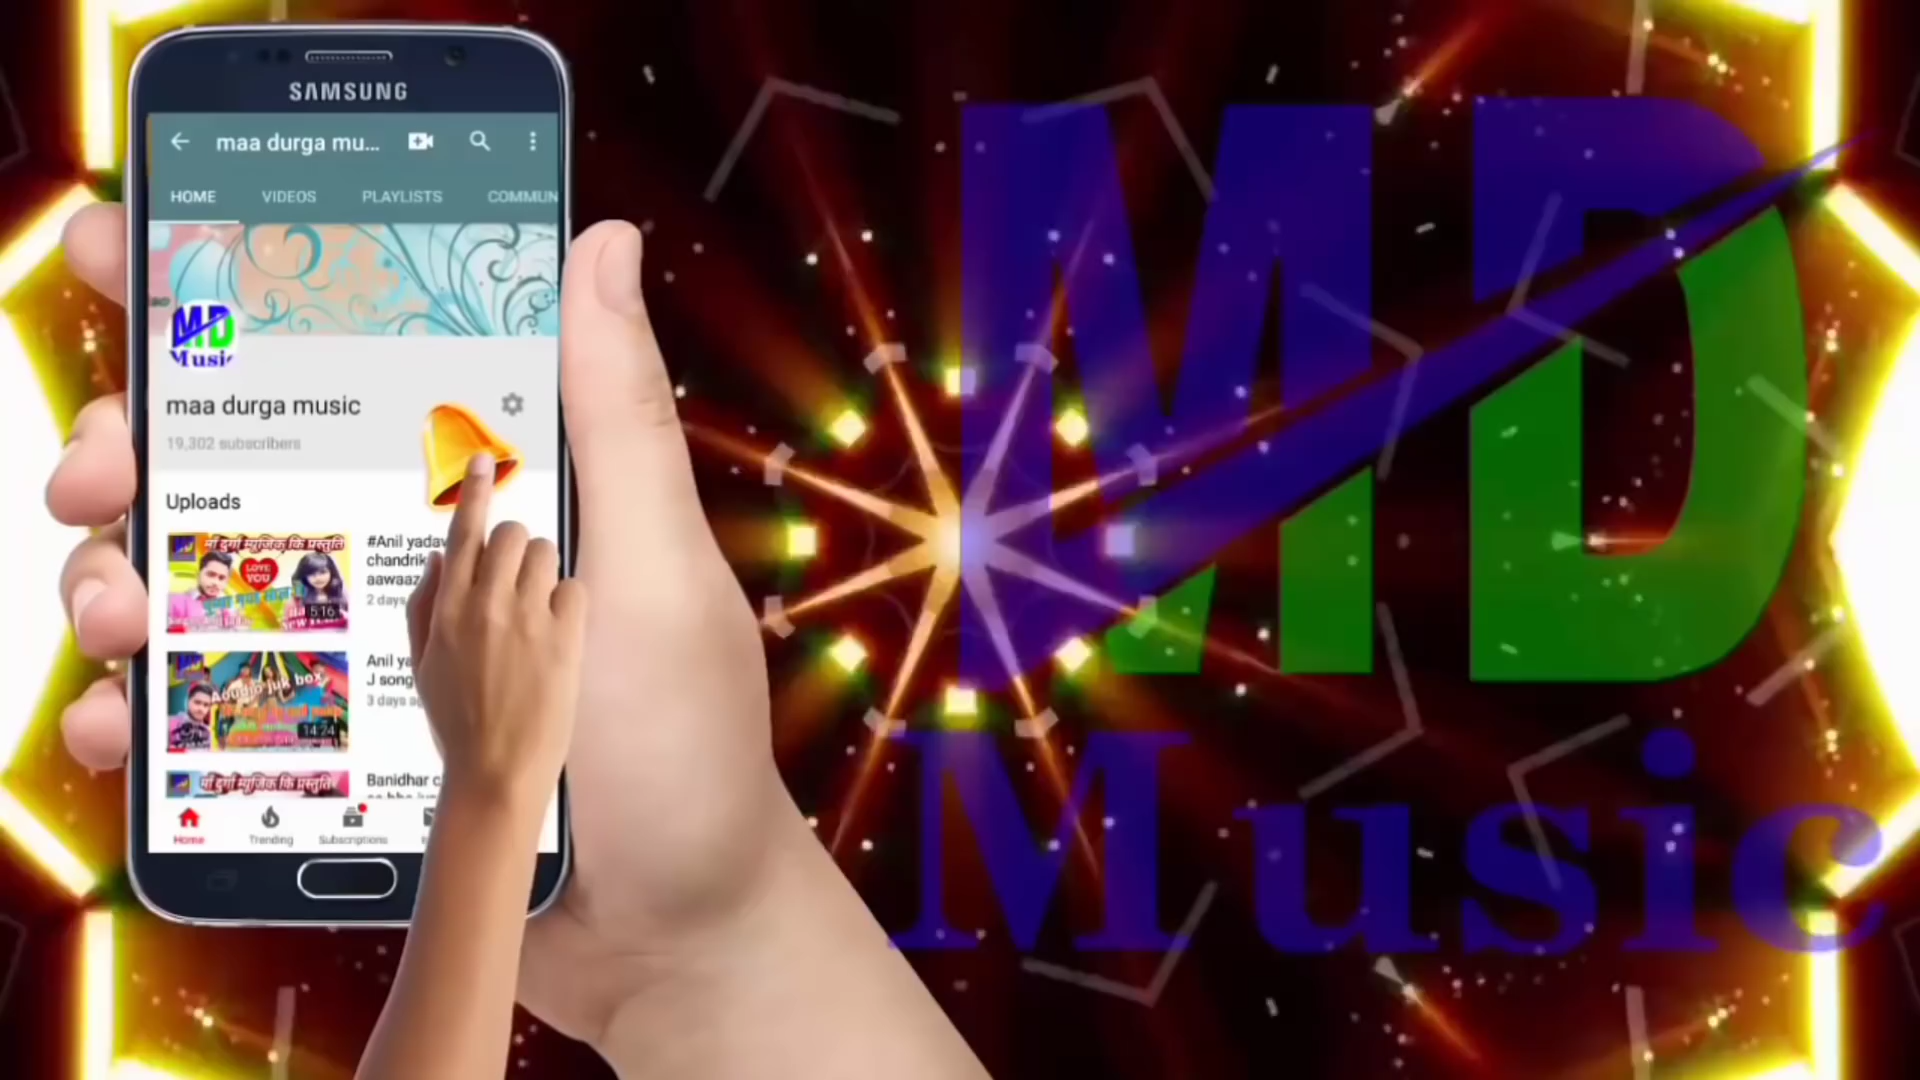 SAMSUNG
maa durga mu...
HOME VIDEOS PLAYLISTS COMMUN
MD
Music
maa durga music
19,302 subscribers
Uploads
माँ दुर्गा म्युजिक कि प्रस्तुति
LOVE
YOU
5:16
#Anil yadav
chandrik
aawaaz
2 days
Aoudio juk box
14:24
Anil ya
J song
3 days ag
माँ दुर्गा म्युजिक कि प्रस्तुति
Banidhar c
Home Trending Subscriptions
MD
Music